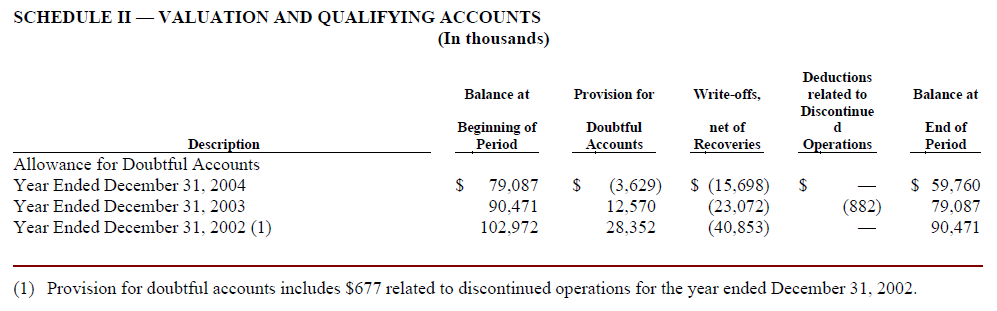 SCHEDULE II — VALUATION AND QUALIFYING ACCOUNTS
(In thousands)
Deductions
Balance at Provision for Write-offs, related to Balance at
Discontinue
Beginning of Doubtful net of d End of
Description Period Accounts Recoveries Operations Period
Allowance for Doubtful Accounts
Year Ended December 31, 2004 $ 79,087 $ (3,629) $ (15,698) $ — $ 59,760
Year Ended December 31, 2003 90,471 12,570 (23,072) (882) 79,087
Year Ended December 31, 2002 (1) 102,972 28,352 (40,853) — 90,471
(1) Provision for doubtful accounts includes $677 related to discontinued operations for the year ended December 31, 2002.